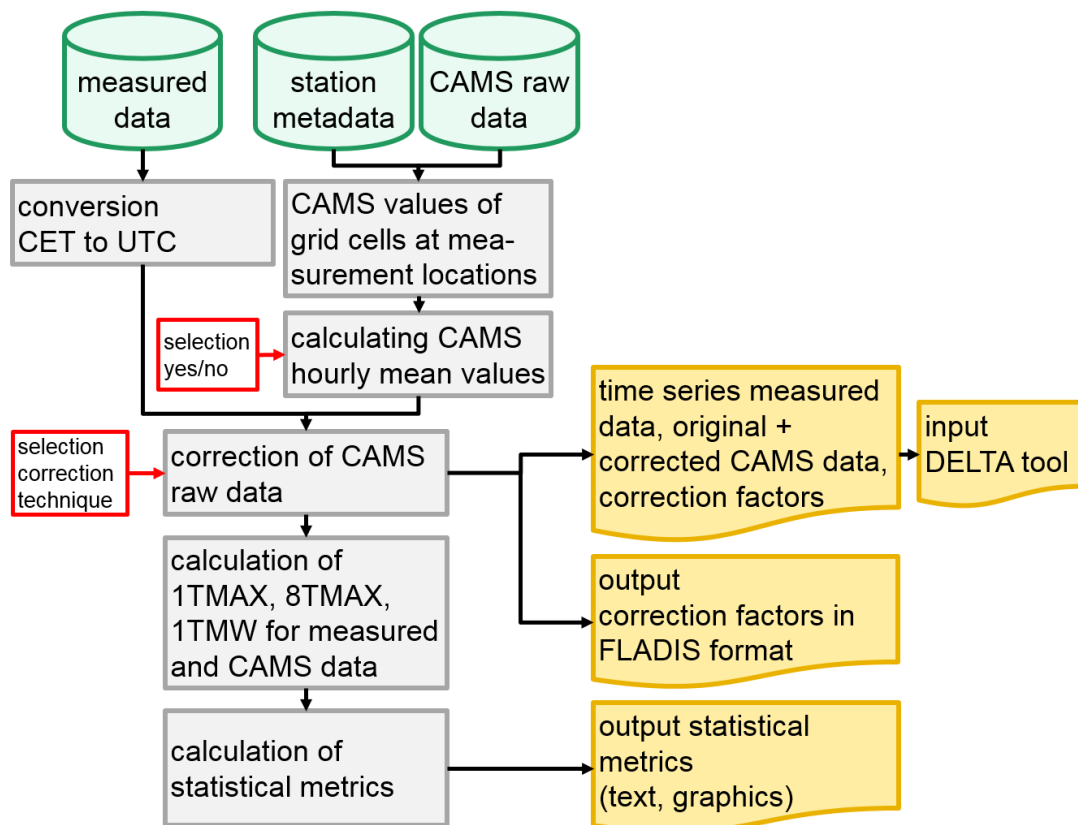 measured
data
station
metadata
CAMS raw
data
conversion
CET to UTC
CAMS values of
grid cells at mea-
surement locations
selection
yes/no
calculating CAMS
hourly mean values
selection
correction
technique
correction of CAMS
raw data
time series measured
data, original +
corrected CAMS data,
correction factors
input
DELTA tool
calculation of
1TMAX, 8TMAX,
1TMW for measured
and CAMS data
output
correction factors in
FLADIS format
calculation of
statistical metrics
output statistical
metrics
(text, graphics)